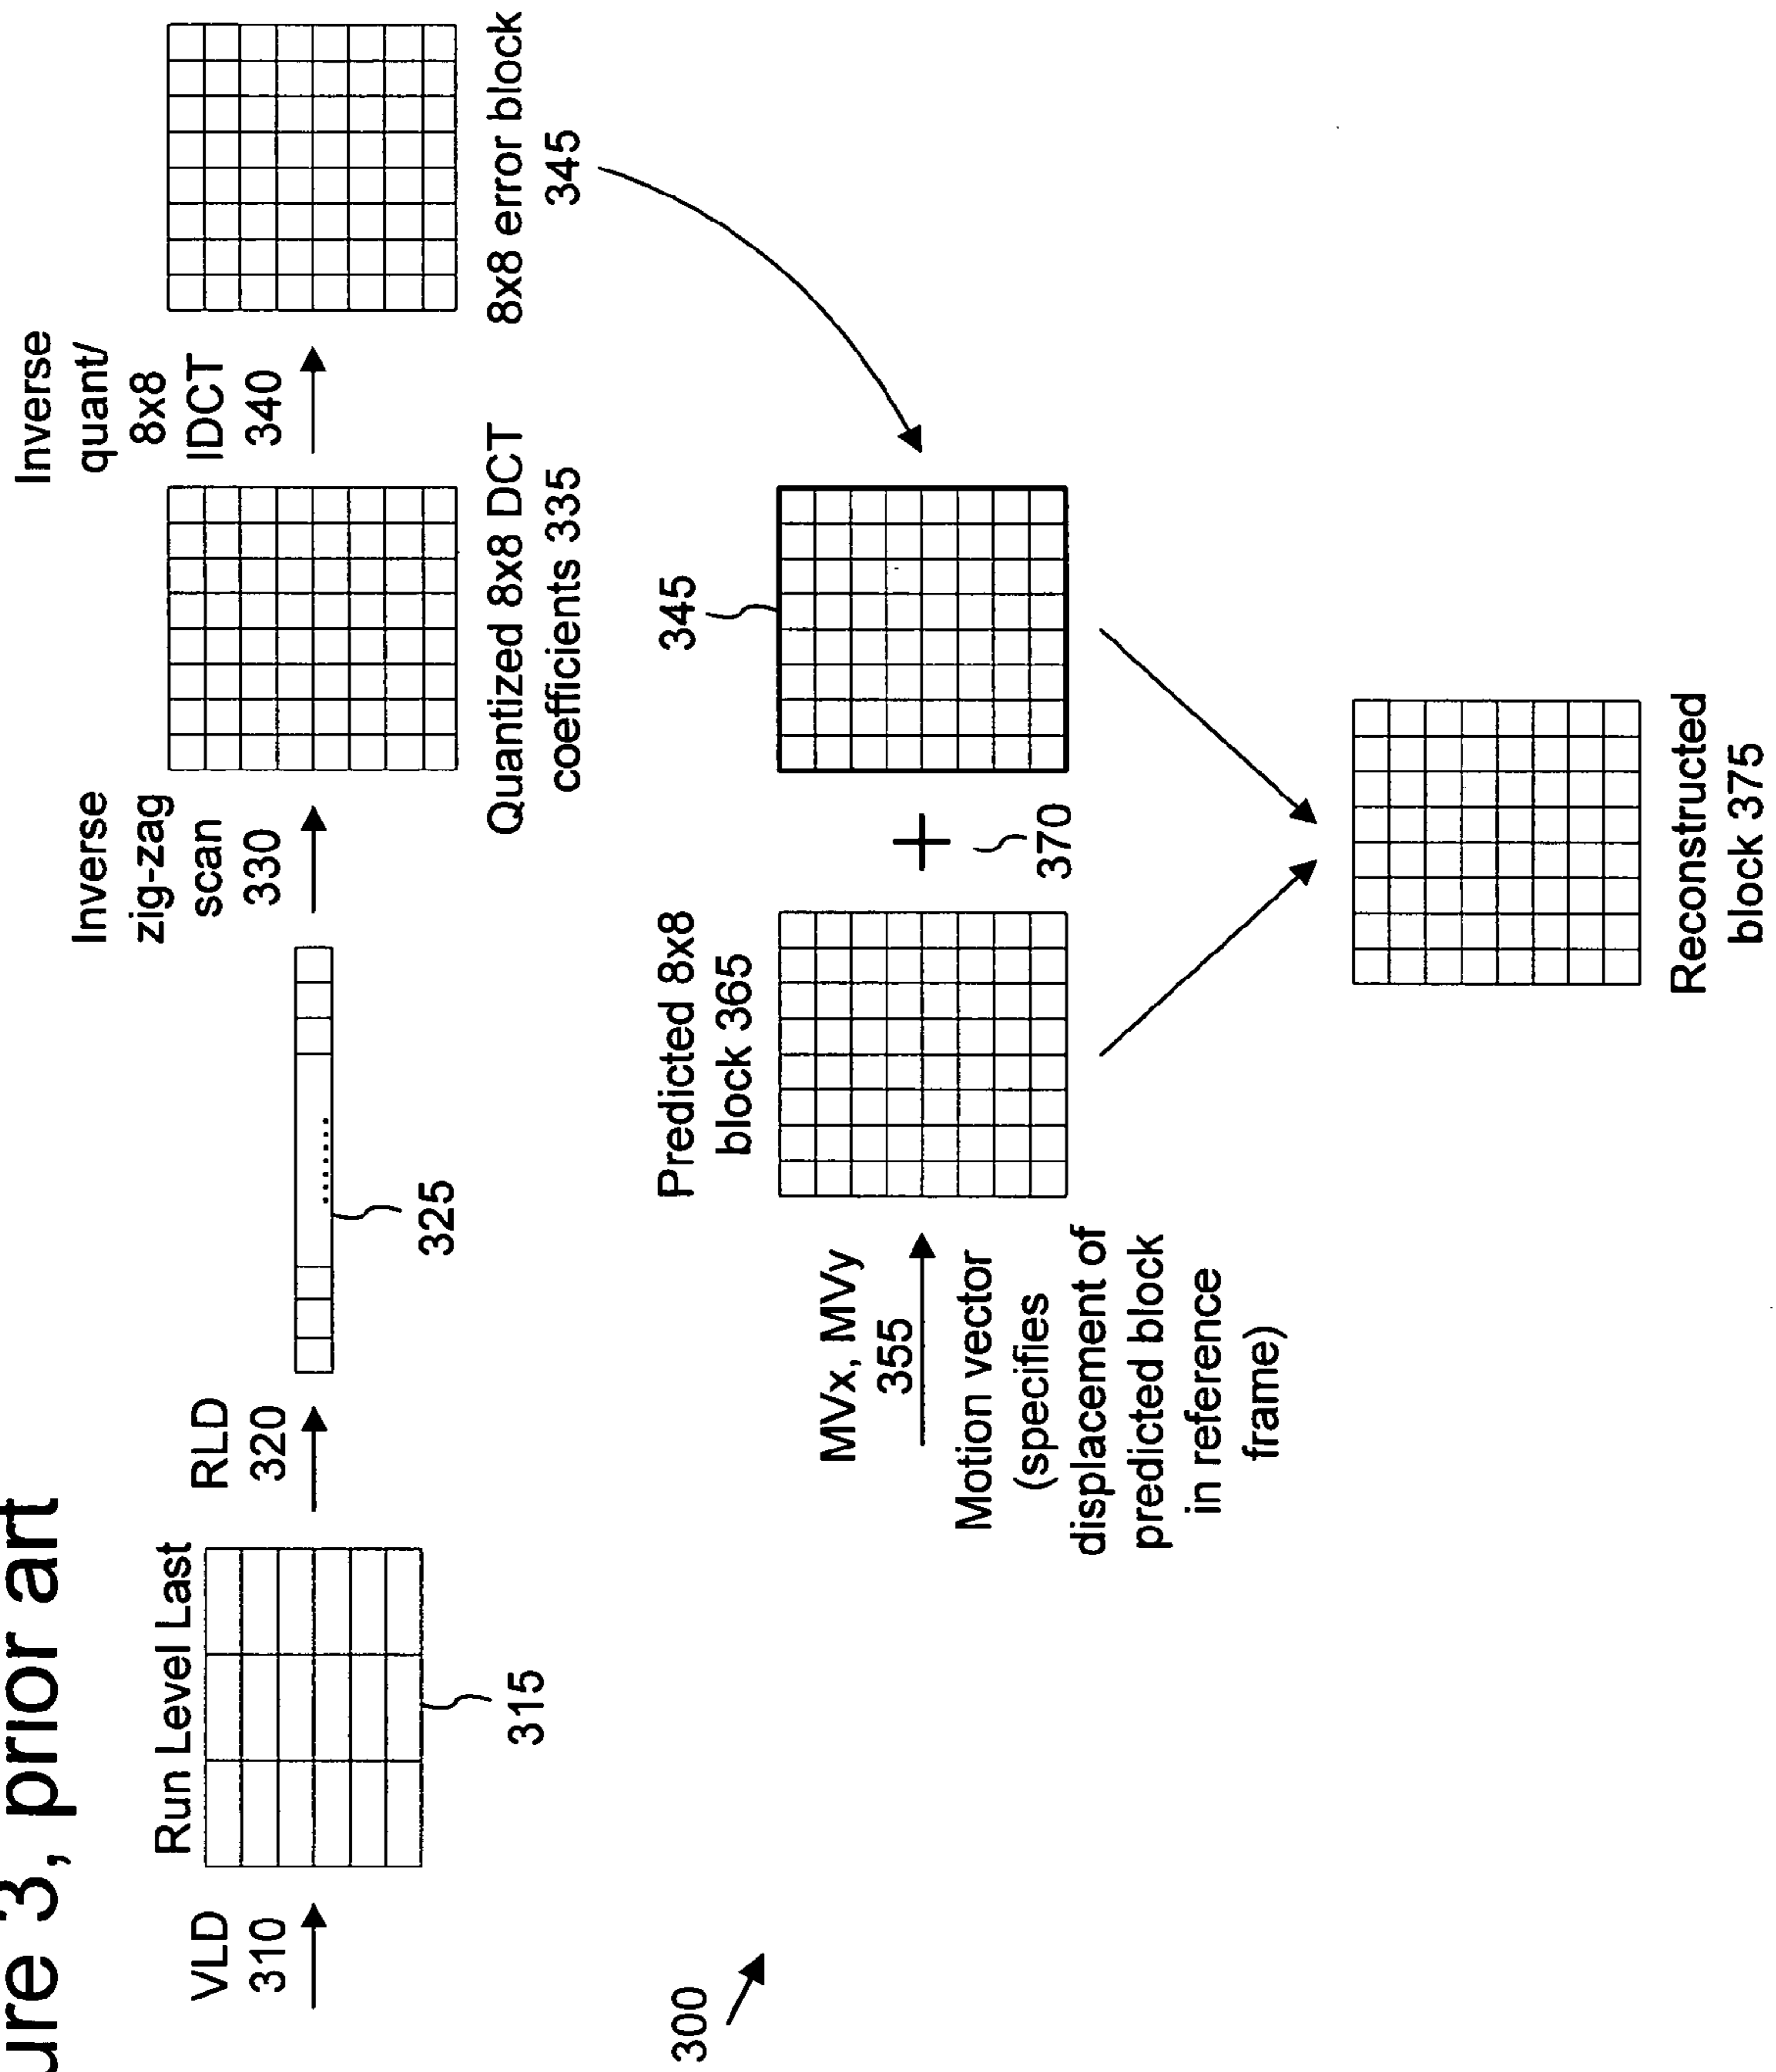 3, prior art
VLD
310
Run Level Last
315
RLD
320
325
Inverse
zig-zag
scan
330
Quantized 8x8 DCT
coefficients 335
Inverse
quant/
8x8
IDCT
340
8x8 error block
345
300
MVx, MVy
355
Motion vector
(specifies
displacement of
predicted block
in reference
frame)
Predicted 8x8
block 365
+
370
345
Reconstructed
block 375